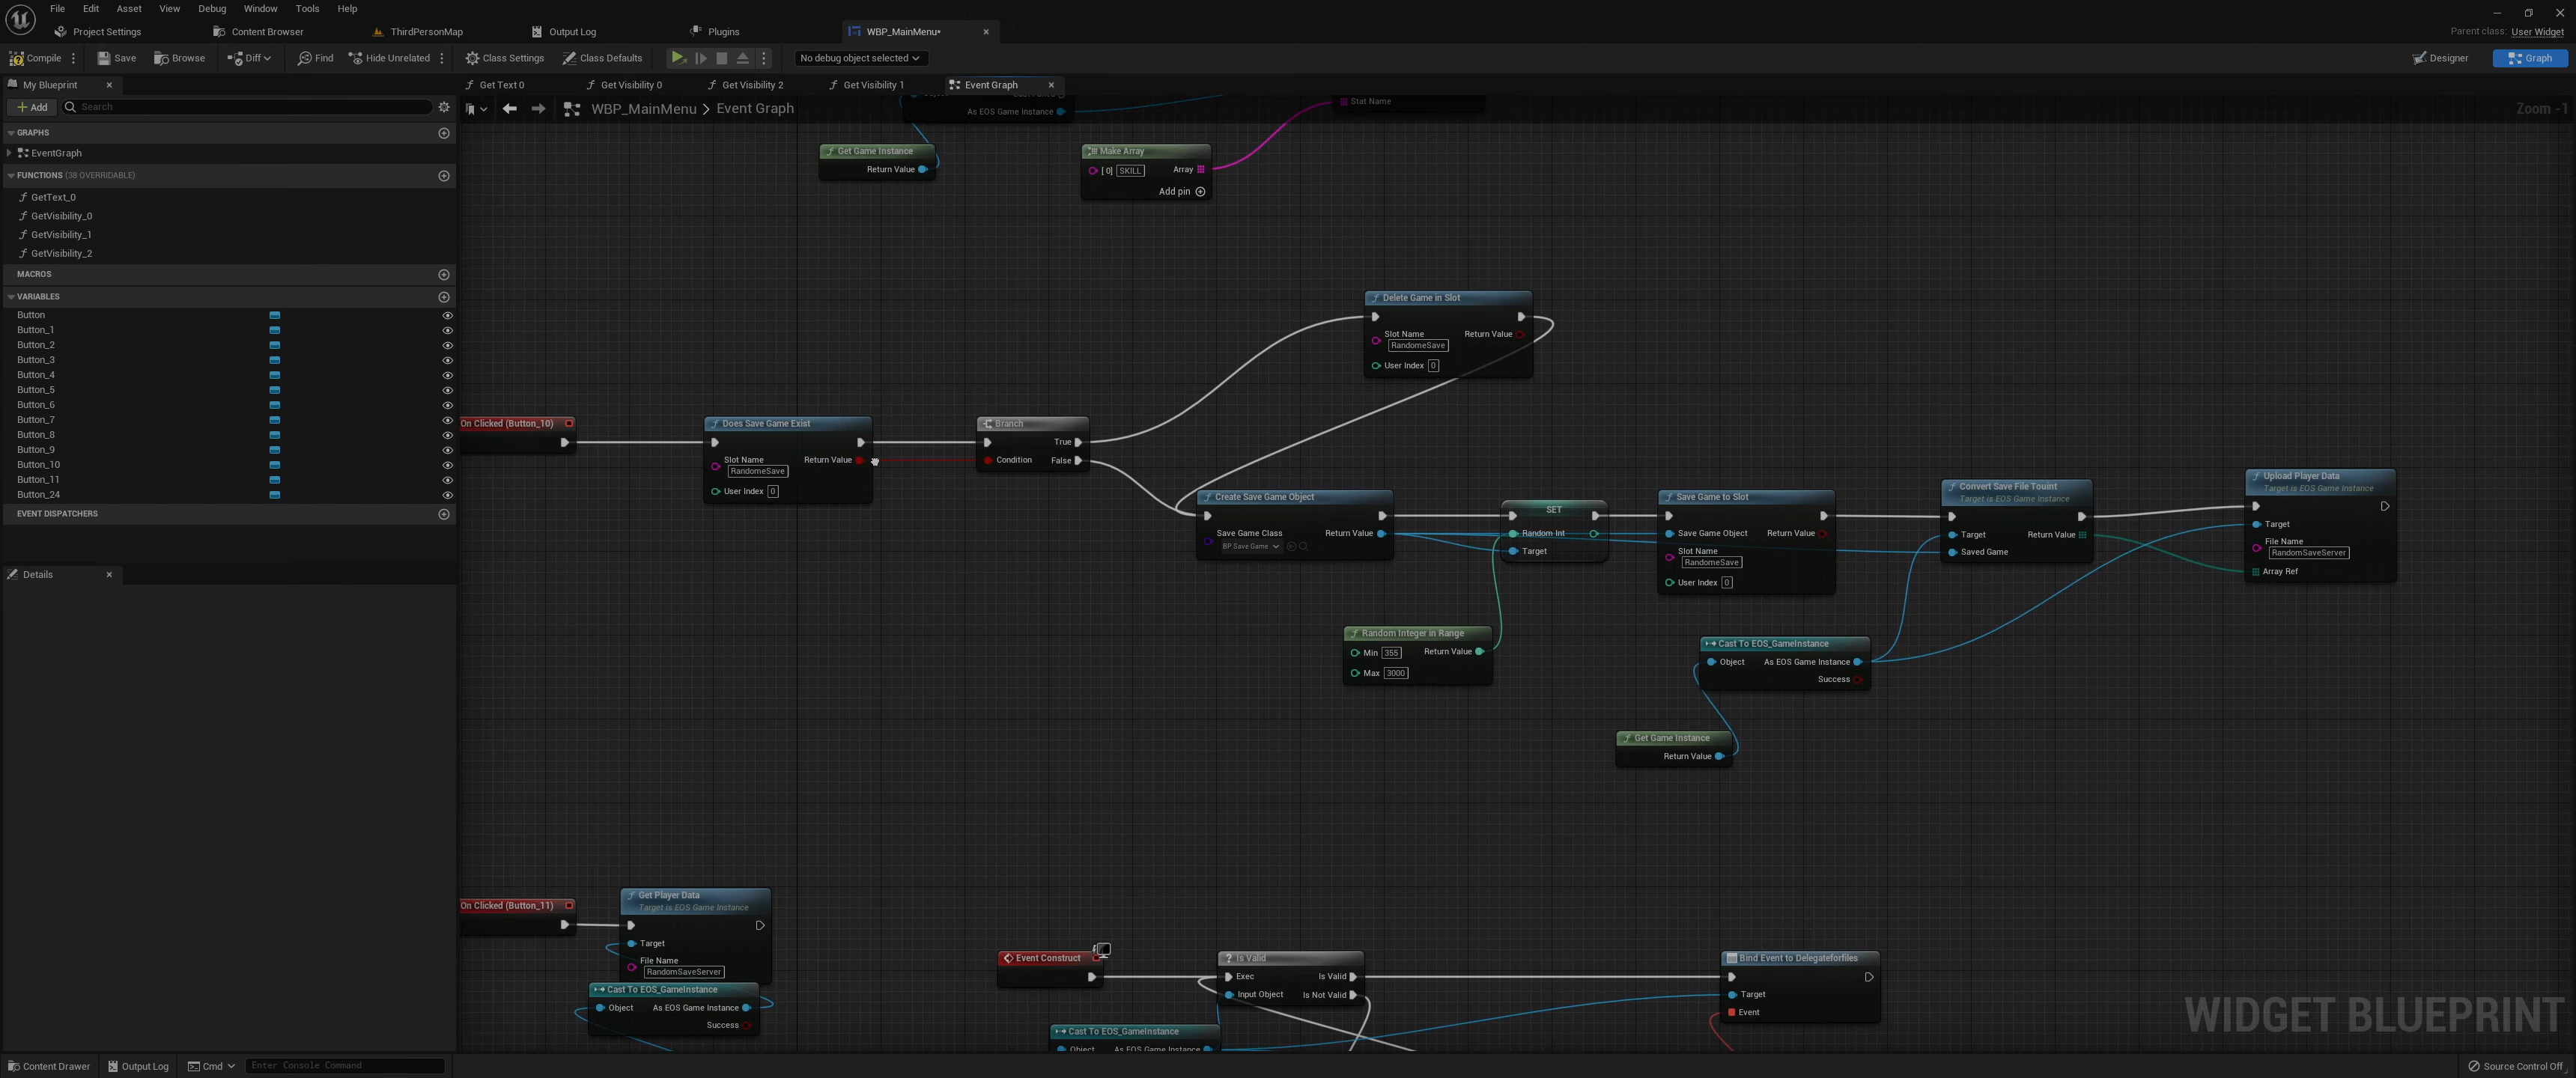 File Edit Asset View Debug Window Tools Help
Project Settings Content Browser ThirdPersonMap Output Log Plugins WBP_MainMenu*
Parent class: User Widget
Compile Save Browse Diff Find Hide Unrelated Class Settings Class Defaults No debug object selected Designer Graph
My Blueprint
Get Text 0 Get Visibility 0 Get Visibility 2 Get Visibility 1 Event Graph
Add Search
WBP_MainMenu > Event Graph
Zoom -1
GRAPHS
EventGraph
FUNCTIONS (38 OVERRIDABLE)
GetText_0
GetVisibility_0
GetVisibility_1
GetVisibility_2
MACROS
VARIABLES
Button
Button_1
Button_2
Button_3
Button_4
Button_5
Button_6
Button_7
Button_8
Button_9
Button_10
Button_11
Button_24
EVENT DISPATCHERS
Details
As EOS Game Instance
Stat Name
Get Game Instance
Return Value
Make Array
[0] SKILL Array
Add pin
Delete Game in Slot
Slot Name Return Value
RandomeSave
User Index 0
On Clicked (Button_10)
Does Save Game Exist
Slot Name Return Value
RandomeSave
User Index 0
Branch
True
Condition False
Create Save Game Object
Save Game Class Return Value
BP Save Game
SET
Random Int
Target
Save Game to Slot
Save Game Object Return Value
Slot Name
RandomeSave
User Index 0
Convert Save File Touint
Target is EOS Game Instance
Target Return Value
Saved Game
Upload Player Data
Target is EOS Game Instance
Target
File Name
RandomSaveServer
Array Ref
Random Integer in Range
Min 355 Return Value
Max 3000
Cast To EOS_GameInstance
Object As EOS Game Instance
Success
Get Game Instance
Return Value
On Clicked (Button_11)
Get Player Data
Target is EOS Game Instance
Target
File Name
RandomSaveServer
Cast To EOS_GameInstance
Object As EOS Game Instance
Success
Event Construct
Is Valid
Exec Is Valid
Input Object Is Not Valid
Cast To EOS_GameInstance
Object As EOS Game Instance
Bind Event to Delegateforfiles
Target
Event
WIDGET BLUEPRINT
Content Drawer Output Log Cmd Enter Console Command Source Control Off